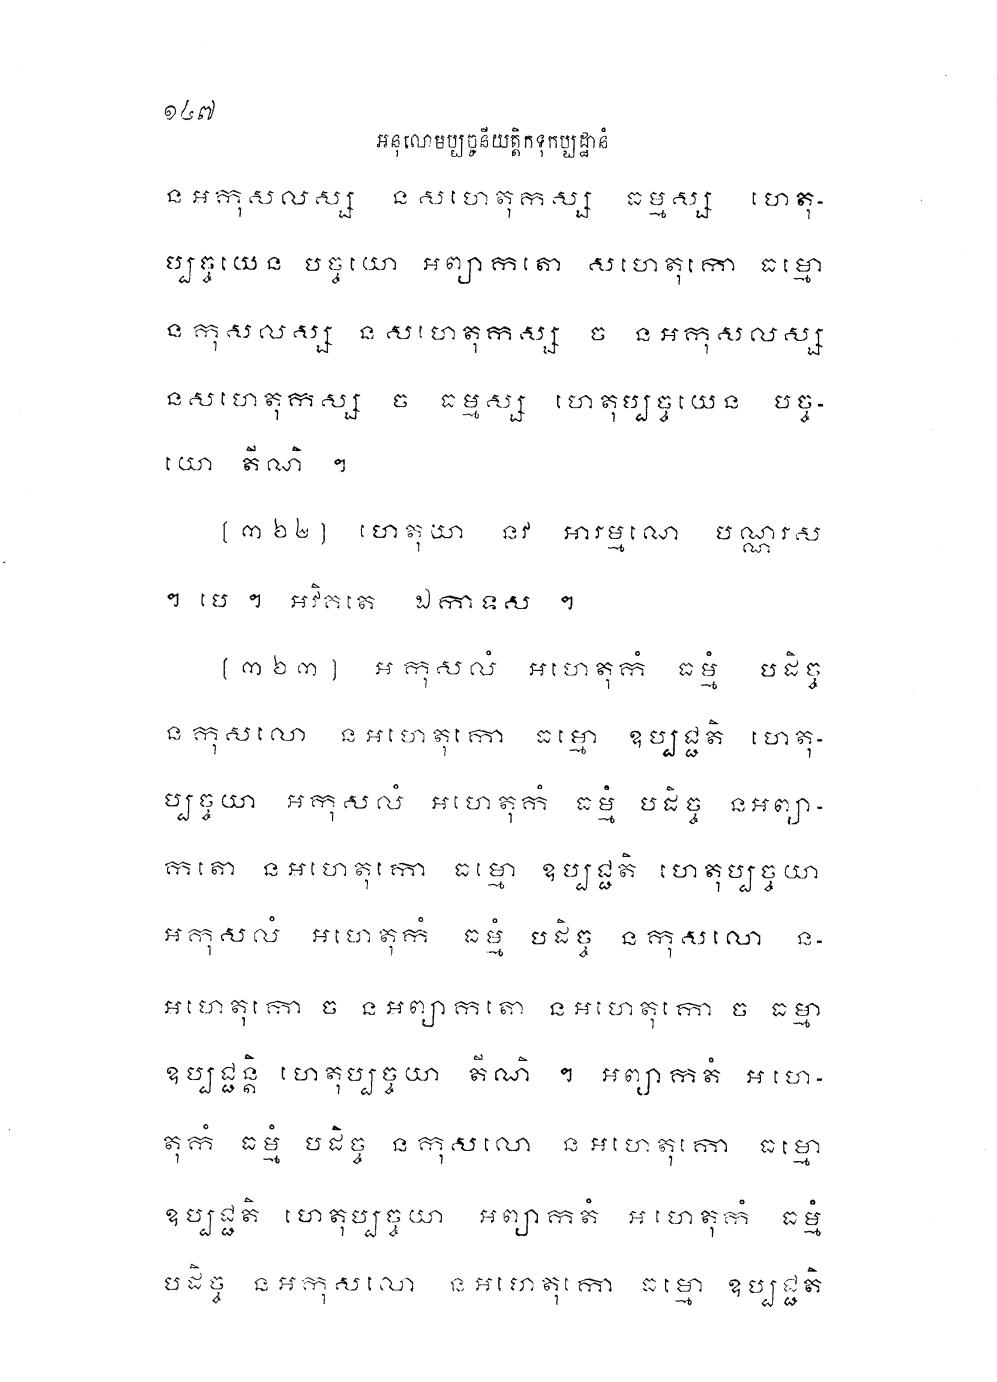 ១៤៧
អនុលោមប្បច្ចនីយត្តិកទុកប្បដ្ឋានំ
នអកុសលស្ស នសហេតុកស្ស ធម្មស្ស ហេតុ-
ប្បច្ចយេន បច្ចយោ អព្យាកតោ សហេតុកោ ធម្មោ
នកុសលស្ស នសហេតុកស្ស ច នអកុសលស្ស
នសហេតុកស្ស ច ធម្មស្ស ហេតុប្បច្ចយេន បច្ច-
យោ តីណិ ។
[៣៦២] ហេតុយា នវ អារម្មណោ បណ្ណរស
។ បេ ។ អវិគតេ ឯកាទស ។
[៣៦៣] អកុសលំ អហេតុកំ ធម្មំ បដិច្ច
នកុសលោ នអហេតុកោ ធម្មោ ឧប្បជ្ជតិ ហេតុ-
ប្បច្ចយា អកុសលំ អហេតុកំ ធម្មំ បដិច្ច នអព្យា-
កតោ នអហេតុកោ ធម្មោ ឧប្បជ្ជតិ ហេតុប្បច្ចយា
អកុសលំ អហេតុកំ ធម្មំ បដិច្ច នកុសលោ ន-
អហេតុកោ ច នអព្យាកតោ នអហេតុកោ ច ធម្មា
ឧប្បជ្ជន្តិ ហេតុប្បច្ចយា តីណិ ។ អព្យាកតំ អហេ-
តុកំ ធម្មំ បដិច្ច នកុសលោ នអហេតុកោ ធម្មោ
ឧប្បជ្ជតិ ហេតុប្បច្ចយា អព្យាកតំ អហេតុកំ ធម្មំ
បដិច្ច នអកុសលោ នអហេតុកោ ធម្មោ ឧប្បជ្ជតិ